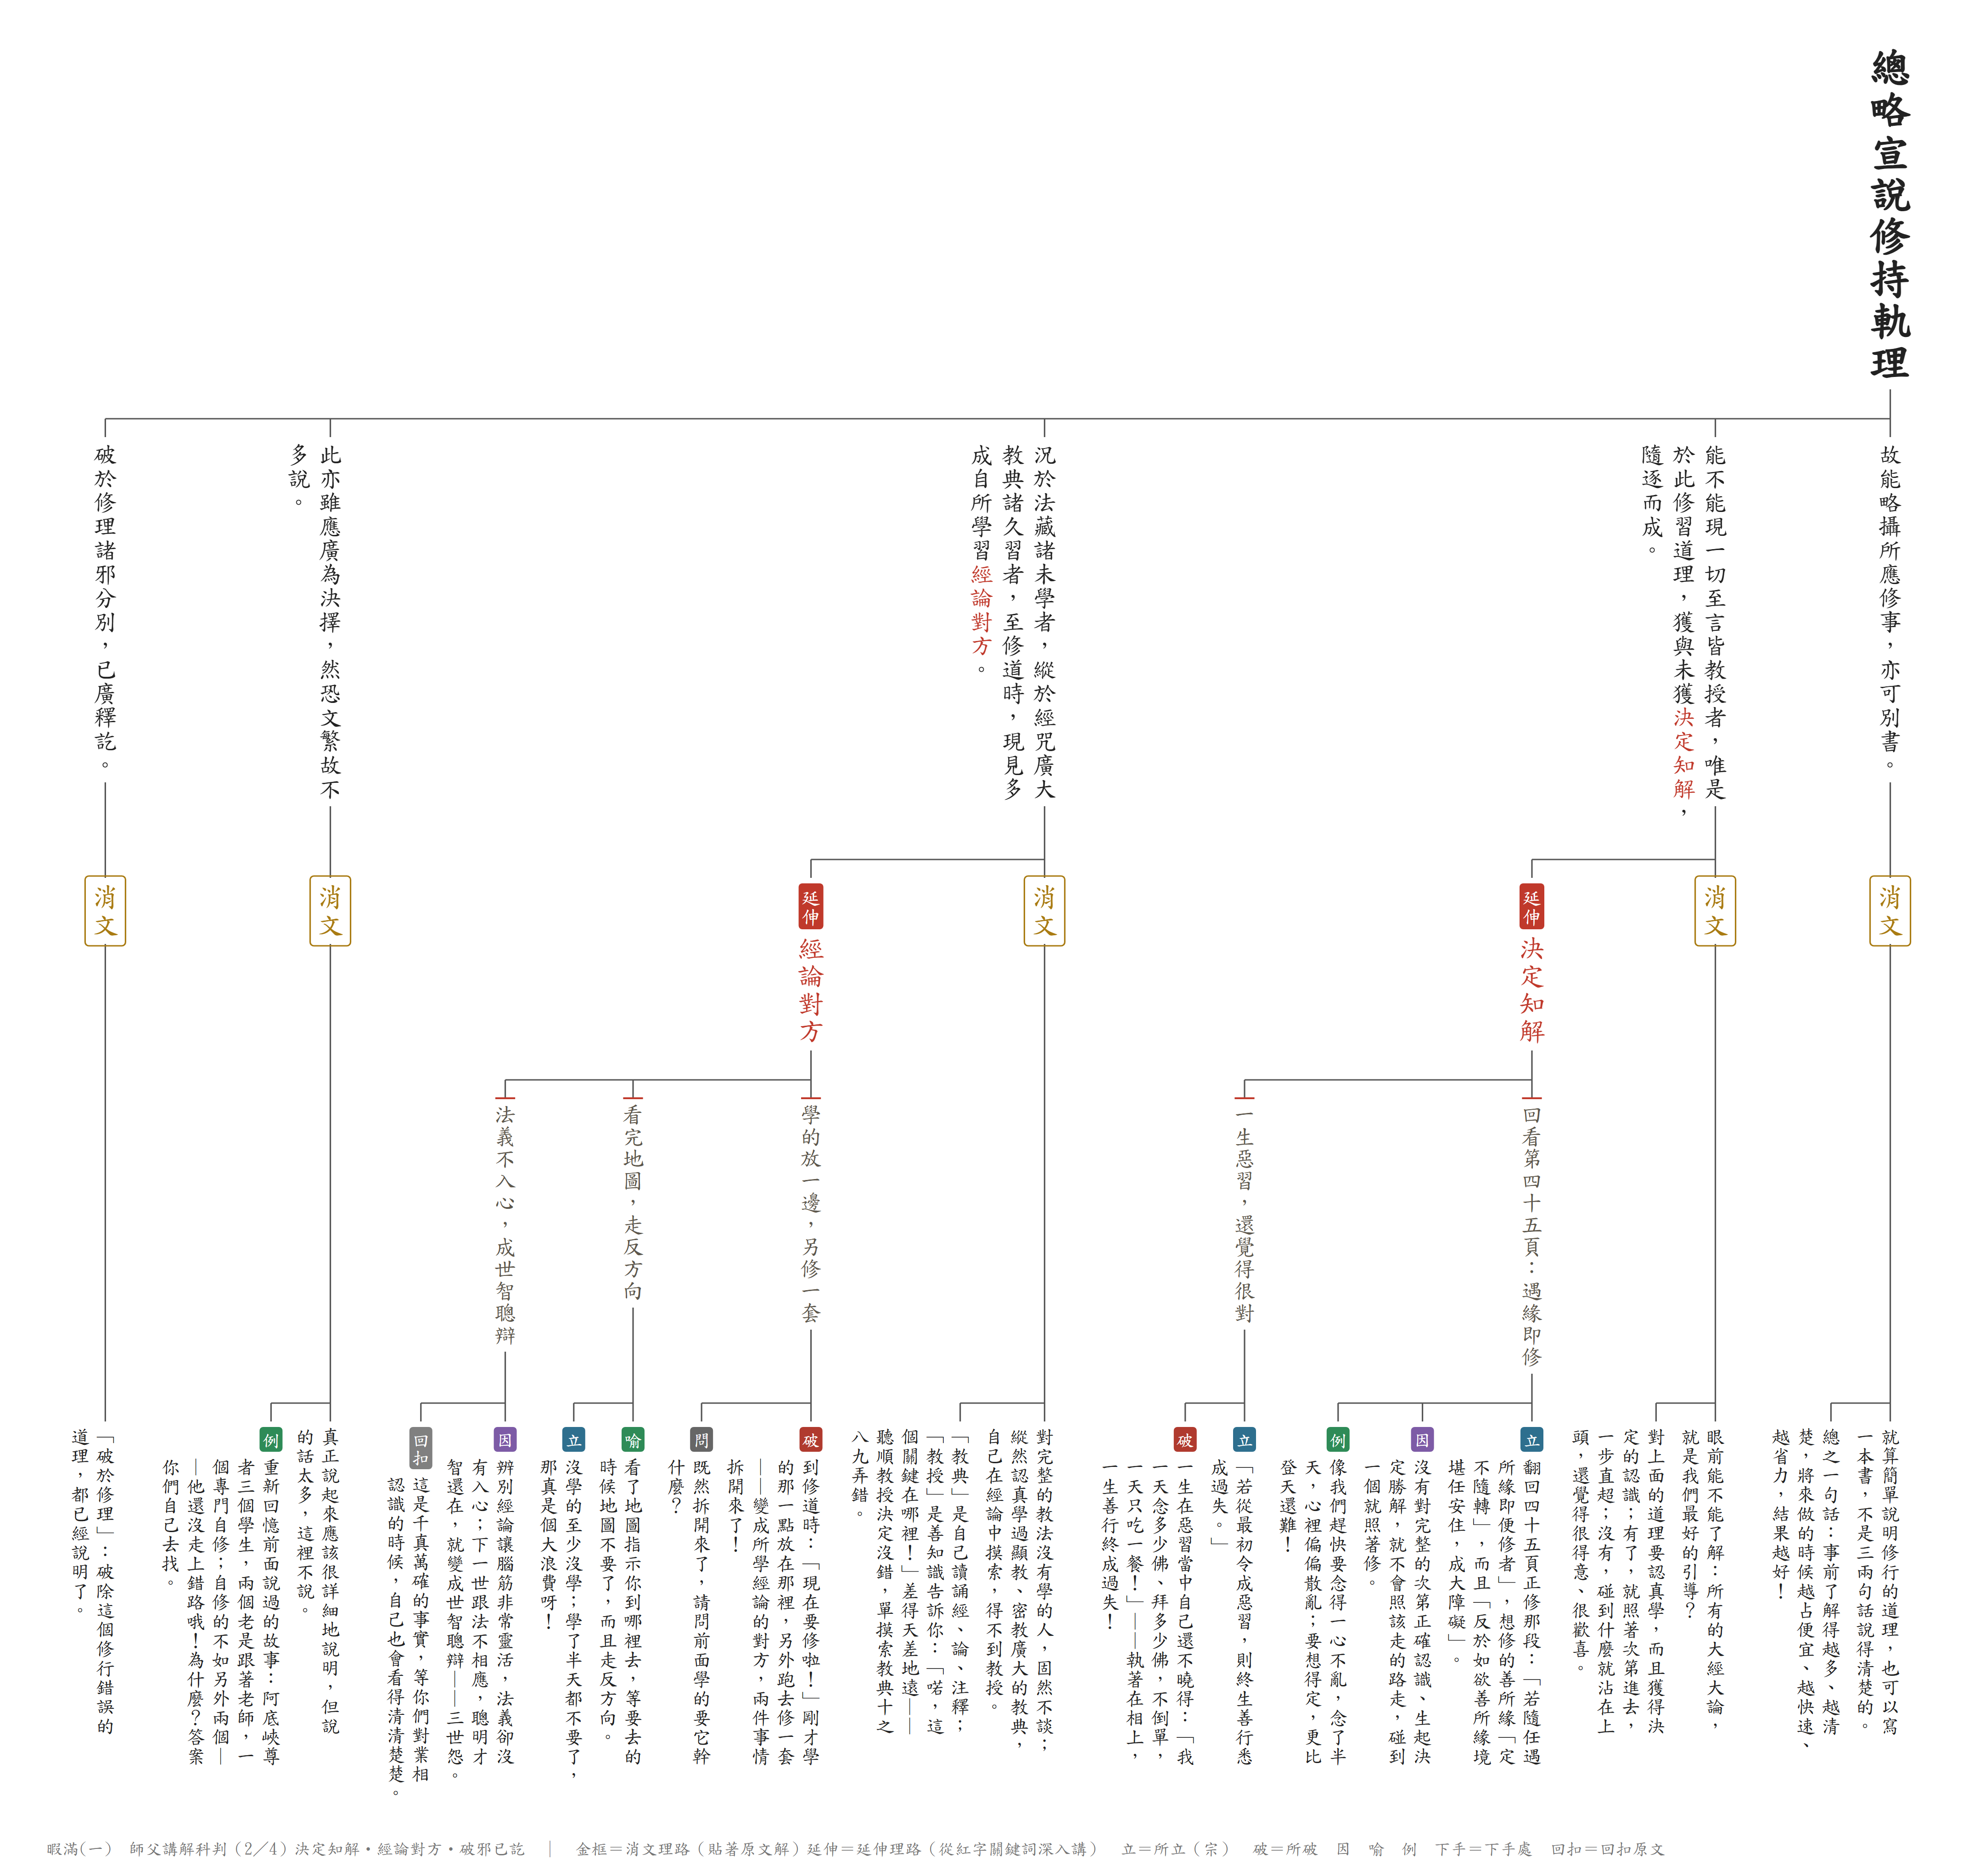 總略宣說修持軌理
故能略攝所應修事，亦可別書。
消文
就算簡單說明修行的道理，也可以寫
一本書，不是三兩句話說得清楚的。
總之一句話：事前了解得越多、越清
楚，將來做的時候越占便宜、越快速、
越省力，結果越好！
能不能現一切至言皆教授者，唯是
於此修習道理，獲與未獲決定知解，
隨逐而成。
消文
眼前能不能了解：所有的大經大論，
就是我們最好的引導？
對上面的道理要認真學，而且獲得決
定的認識；有了，就照著次第進去，
一步直超；沒有，碰到什麼就沾在上
頭，還覺得很得意、很歡喜。
延伸
決定知解
回看第四十五頁：遇緣即修
立
翻回四十五頁正修那段：「若隨任遇
所緣即便修者」，想修的善所緣「定
不隨轉」，而且「反於如欲善所緣境
堪任安住，成大障礙」。
因
沒有對完整的次第正確認識、生起決
定勝解，就不會照該走的路走，碰到
一個就照著修。
例
像我們趕快要念得一心不亂，念了半
天，心裡偏偏散亂；要想得定，更比
登天還難！
一生惡習，還覺得很對
立
「若從最初令成惡習，則終生善行悉
成過失。」
破
一生在惡習當中自己還不曉得：「我
一天念多少佛、拜多少佛，不倒單，
一天只吃一餐！」——執著在相上，
一生善行終成過失！
況於法藏諸未學者，縱於經咒廣大
教典諸久習者，至修道時，現見多
成自所學習經論對方。
消文
對完整的教法沒有學的人，固然不談；
縱然認真學過顯教、密教廣大的教典，
自己在經論中摸索，得不到教授。
「教典」是自己讀誦經、論、注釋；
「教授」是善知識告訴你：「喏，這
個關鍵在哪裡！」差得天差地遠——
聽順教授決定沒錯，單摸索教典十之
八九弄錯。
延伸
經論對方
學的放一邊，另修一套
破
到修道時：「現在要修啦！」剛才學
的那一點放在那裡，另外跑去修一套
——變成所學經論的對方，兩件事情
拆開來了！
問
既然拆開來了，請問前面學的要它幹
什麼？
看完地圖，走反方向
喻
看了地圖指示你到哪裡去，等要去的
時候地圖不要了，而且走反方向。
立
沒學的至少沒學；學了半天都不要了，
那真是個大浪費呀！
法義不入心，成世智聰辯
因
辨別經論讓腦筋非常靈活，法義卻沒
有入心；下一世跟法不相應，聰明才
智還在，就變成世智聰辯——三世怨。
回扣
這是千真萬確的事實，等你們對業相
認識的時候，自己也會看得清清楚楚。
此亦雖應廣為決擇，然恐文繁故不
多說。
消文
真正說起來應該很詳細地說明，但說
的話太多，這裡不說。
例
重新回憶前面說過的故事：阿底峽尊
者三個學生，兩個老是跟著老師，一
個專門自修；自修的不如另外兩個—
—他還沒走上錯路哦！為什麼？答案
你們自己去找。
破於修理諸邪分別，已廣釋訖。
消文
「破於修理」：破除這個修行錯誤的
道理，都已經說明了。
暇滿(一)　師父講解科判（2／4）決定知解・經論對方・破邪已訖　｜　金框＝消文理路（貼著原文解）延伸＝延伸理路（從紅字關鍵詞深入講）　立＝所立（宗）　破＝所破　因　喻　例　下手＝下手處　回扣＝回扣原文